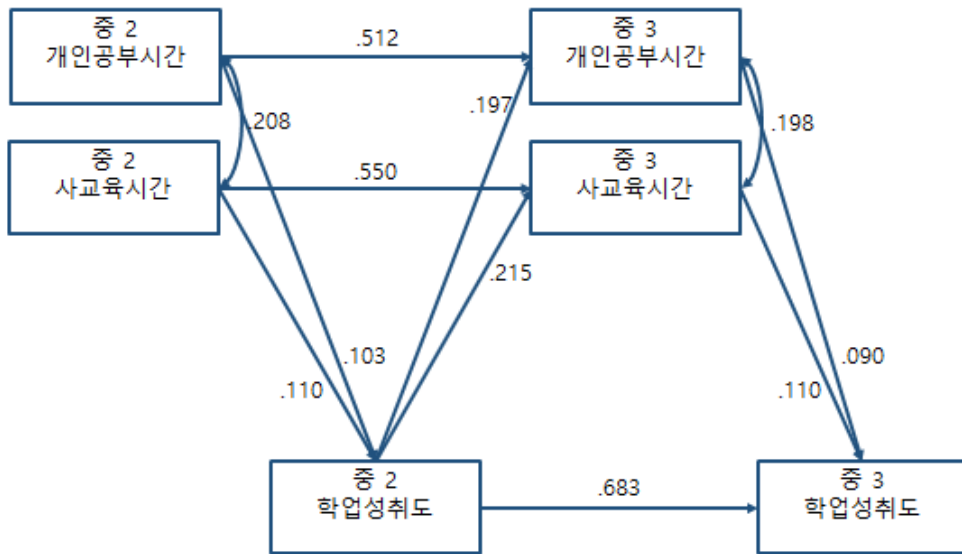 중 2
개인공부시간
.512
중 3
개인공부시간
.208
.197
.198
중 2
사교육시간
.550
중 3
사교육시간
.215
.103
.110
.090
.110
중 2
학업성취도
.683
중 3
학업성취도